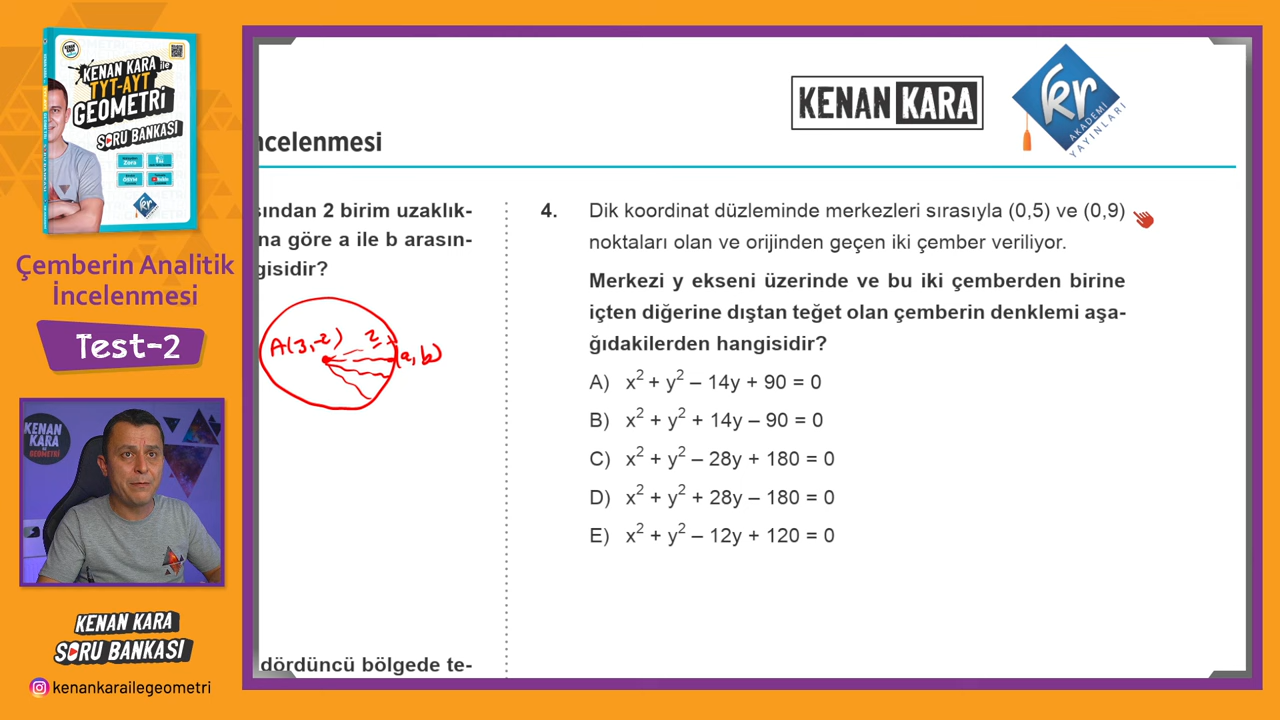 KENAN KARA ile
TYT-AYT
GEOMETRİ
SORU BANKASI
Çemberin Analitik
İncelenmesi
Test-2
KENAN
KARA
GEOMETRİ
KENAN KARA
SORU BANKASI
kenankarailegeometri
KENAN KARA
kr
AKADEMİ
YAYINLARI
ncelenmesi
sından 2 birim uzaklık-
na göre a ile b arasın-
gisidir?
A(3,-2) 2
(a,b)
dördüncü bölgede te-
4. Dik koordinat düzleminde merkezleri sırasıyla (0,5) ve (0,9)
noktaları olan ve orijinden geçen iki çember veriliyor.
Merkezi y ekseni üzerinde ve bu iki çemberden birine
içten diğerine dıştan teğet olan çemberin denklemi aşa-
ğıdakilerden hangisidir?
A) x² + y² – 14y + 90 = 0
B) x² + y² + 14y – 90 = 0
C) x² + y² – 28y + 180 = 0
D) x² + y² + 28y – 180 = 0
E) x² + y² – 12y + 120 = 0